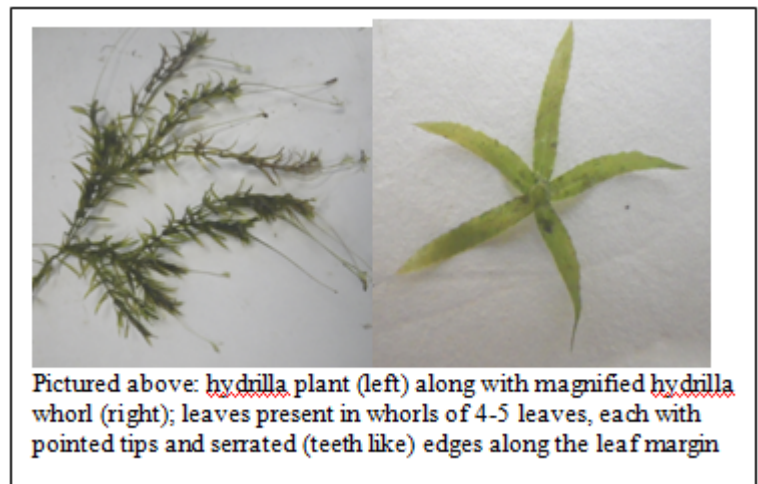 Pictured above: hydrilla plant (left) along with magnified hydrilla
whorl (right); leaves present in whorls of 4-5 leaves, each with
pointed tips and serrated (teeth like) edges along the leaf margin